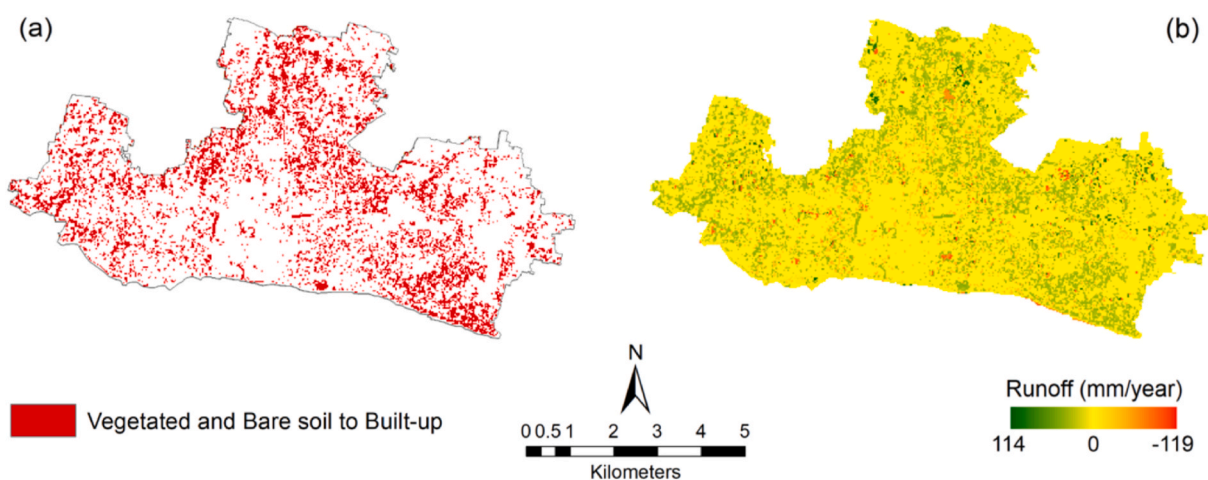 (a)
(b)
N
Runoff (mm/year)
Vegetated and Bare soil to Built-up
0 0.5 1 2 3 4 5
114 0 -119
Kilometers